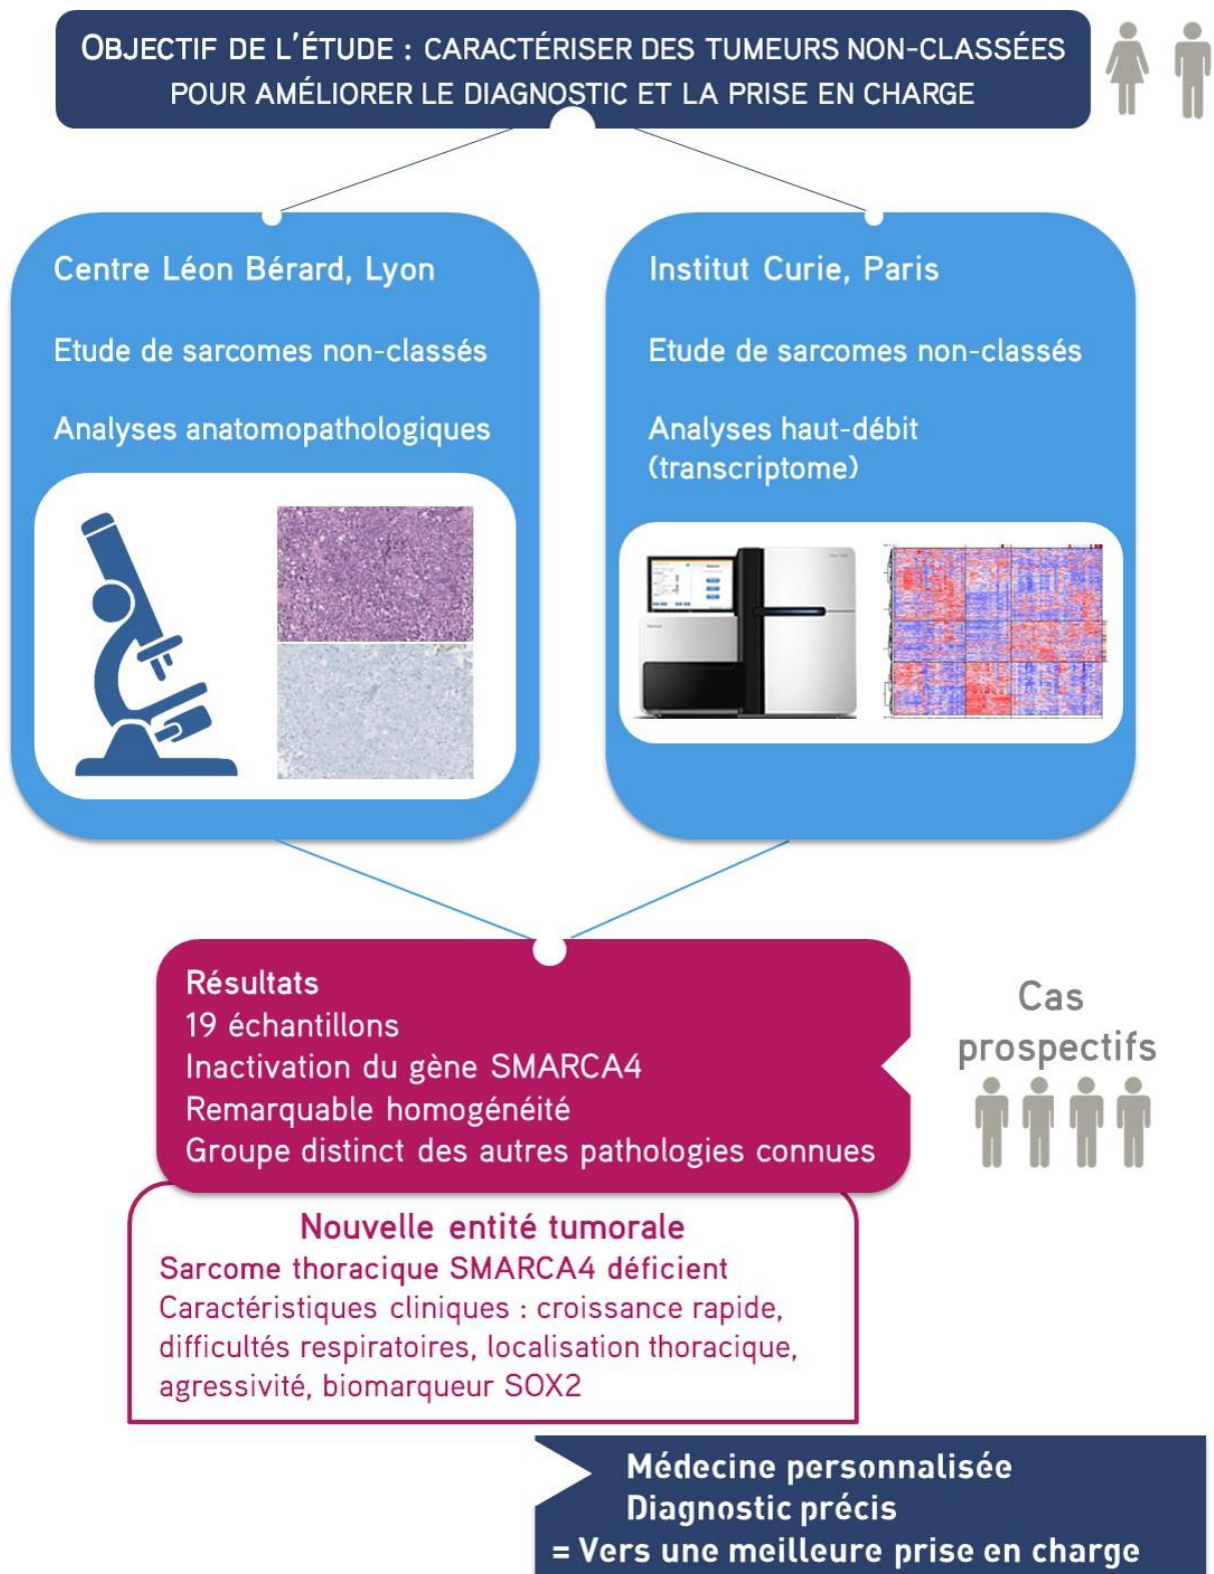 OBJECTIF DE L'ÉTUDE : CARACTÉRISER DES TUMEURS NON-CLASSÉES
POUR AMÉLIORER LE DIAGNOSTIC ET LA PRISE EN CHARGE
Centre Léon Bérard, Lyon
Etude de sarcomes non-classés
Analyses anatomopathologiques
Institut Curie, Paris
Etude de sarcomes non-classés
Analyses haut-débit
(transcriptome)
Résultats
19 échantillons
Inactivation du gène SMARCA4
Remarquable homogénéité
Groupe distinct des autres pathologies connues
Cas
prospectifs
Nouvelle entité tumorale
Sarcome thoracique SMARCA4 déficient
Caractéristiques cliniques : croissance rapide,
difficultés respiratoires, localisation thoracique,
agressivité, biomarqueur SOX2
Médecine personnalisée
Diagnostic précis
= Vers une meilleure prise en charge